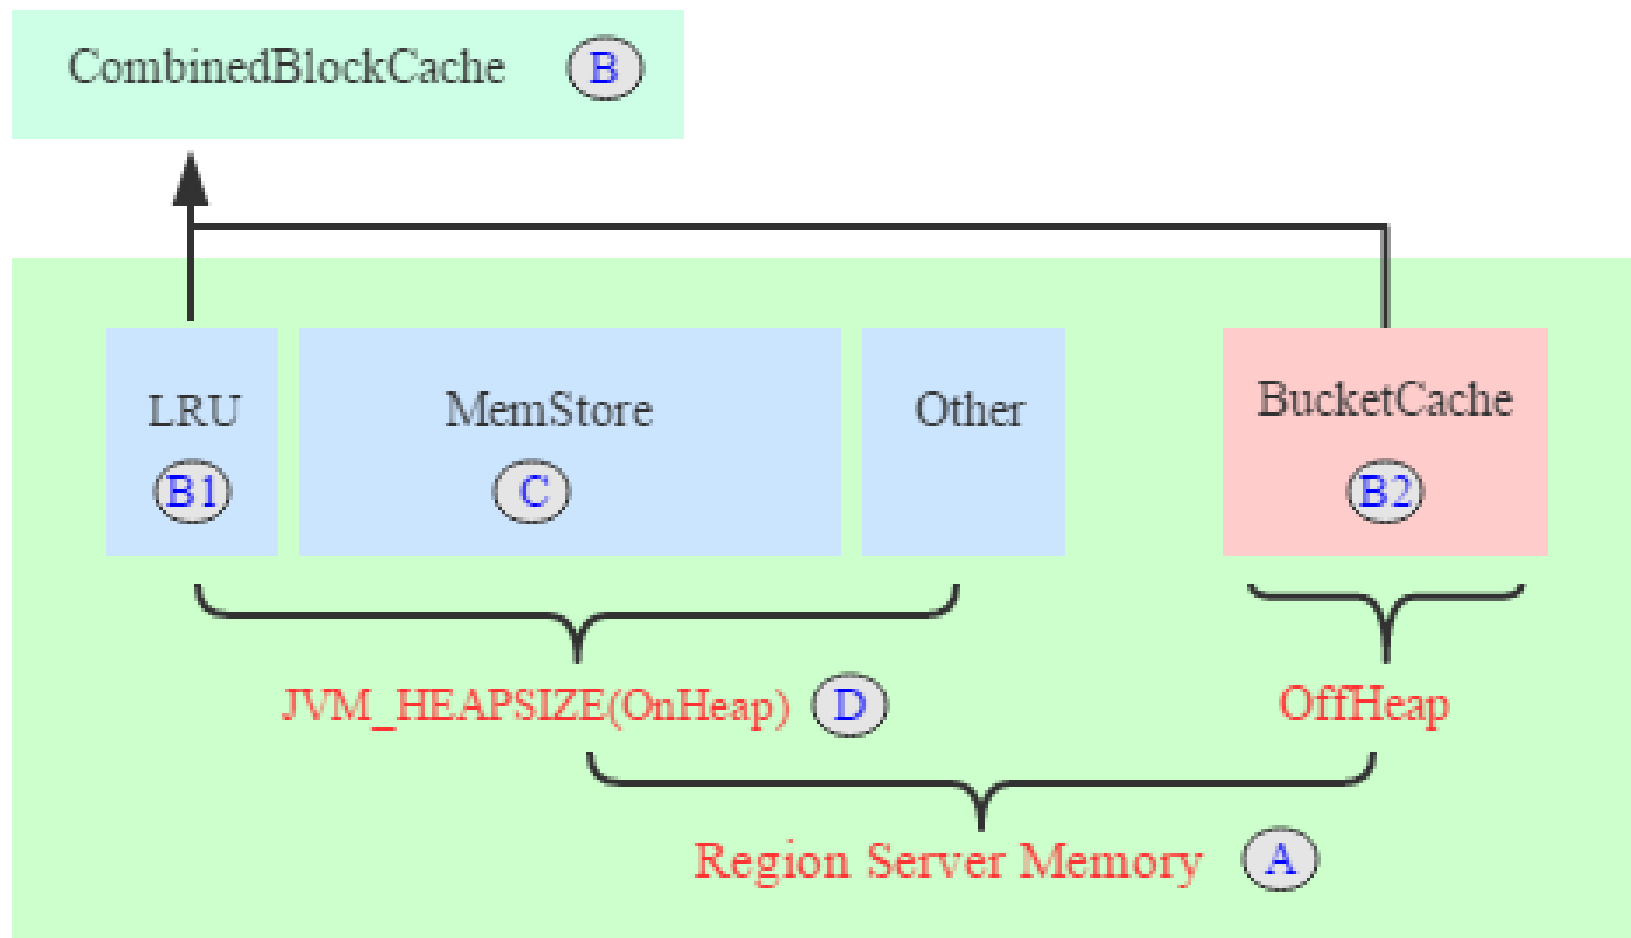 CombinedBlockCache B
LRU MemStore Other BucketCache
B1 C B2
JVM_HEAPSIZE(OnHeap) D OffHeap
Region Server Memory A